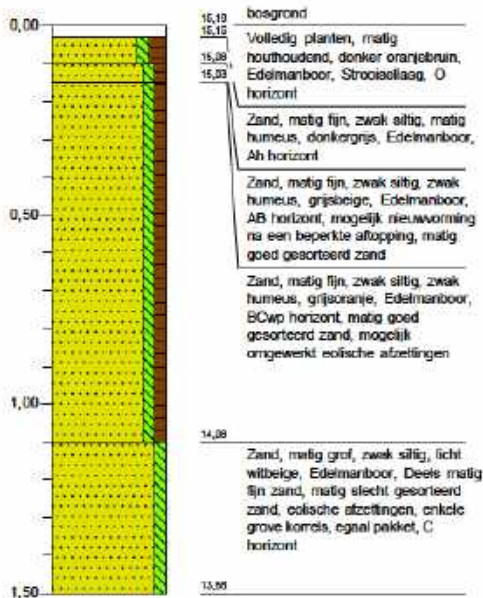 0,00
16,18
bosgrond
16,15
Volledig planten, matig
houthoudend, donker oranjebruin,
Edelmanboor, Strooisellaag, O
horizont
16,08
16,03
Zand, matig fijn, zwak siltig, matig
humeus, donkergrijs, Edelmanboor,
Ah horizont
Zand, matig fijn, zwak siltig, zwak
humeus, grijsbeige, Edelmanboor,
AB horizont, mogelijk nieuwvorming
na een beperkte aftopping, matig
goed gesorteerd zand
0,50
Zand, matig fijn, zwak siltig, zwak
humeus, grijsoranje, Edelmanboor,
BCwp horizont, matig goed
gesorteerd zand, mogelijk
omgewerkt eolische afzettingen
1,00
14,08
Zand, matig grof, zwak siltig, licht
witbeige, Edelmanboor, Deels matig
fijn zand, matig slecht gesorteerd
zand, eolische afzettingen, enkele
grove korrels, egaal pakket, C
horizont
1,50